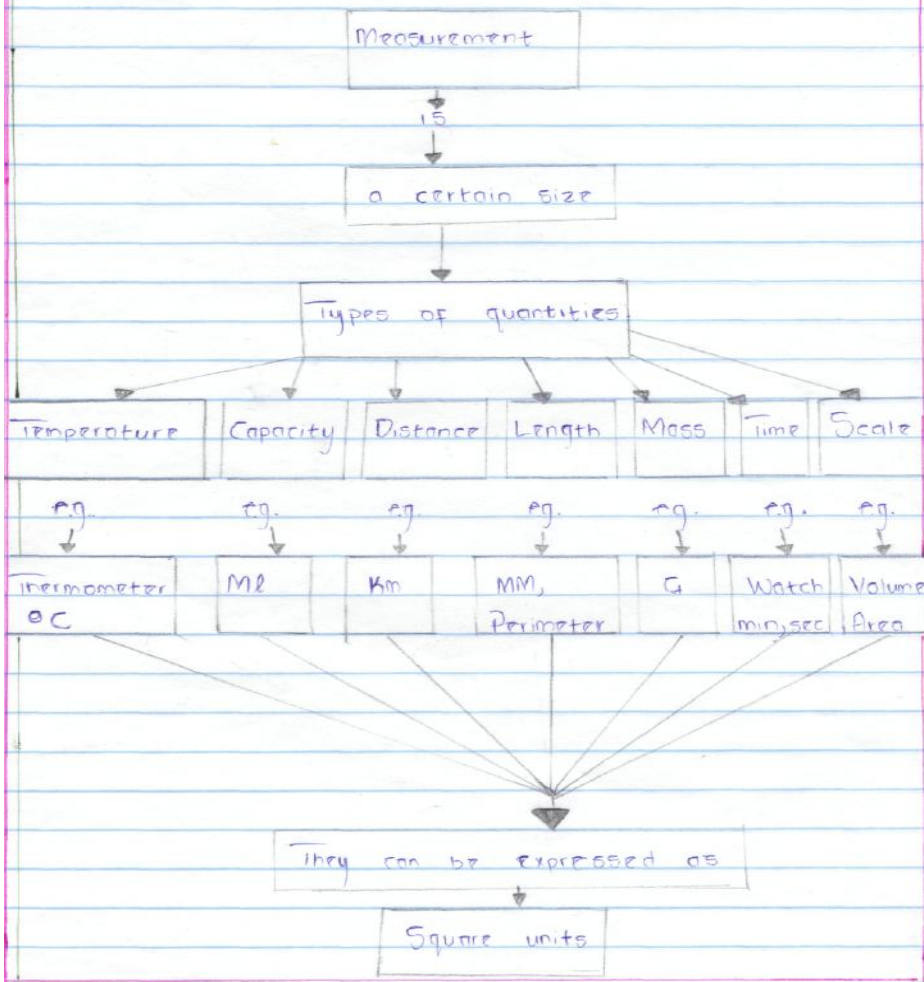 Measurement
is
a certain size
Types of quantities
Temperature Capacity Distance Length Mass Time Scale
e.g. e.g. e.g. e.g. e.g. e.g. e.g.
Thermometer Ml Km MM, G Watch Volume
°C Perimeter min,sec Area
They can be expressed as
Square units